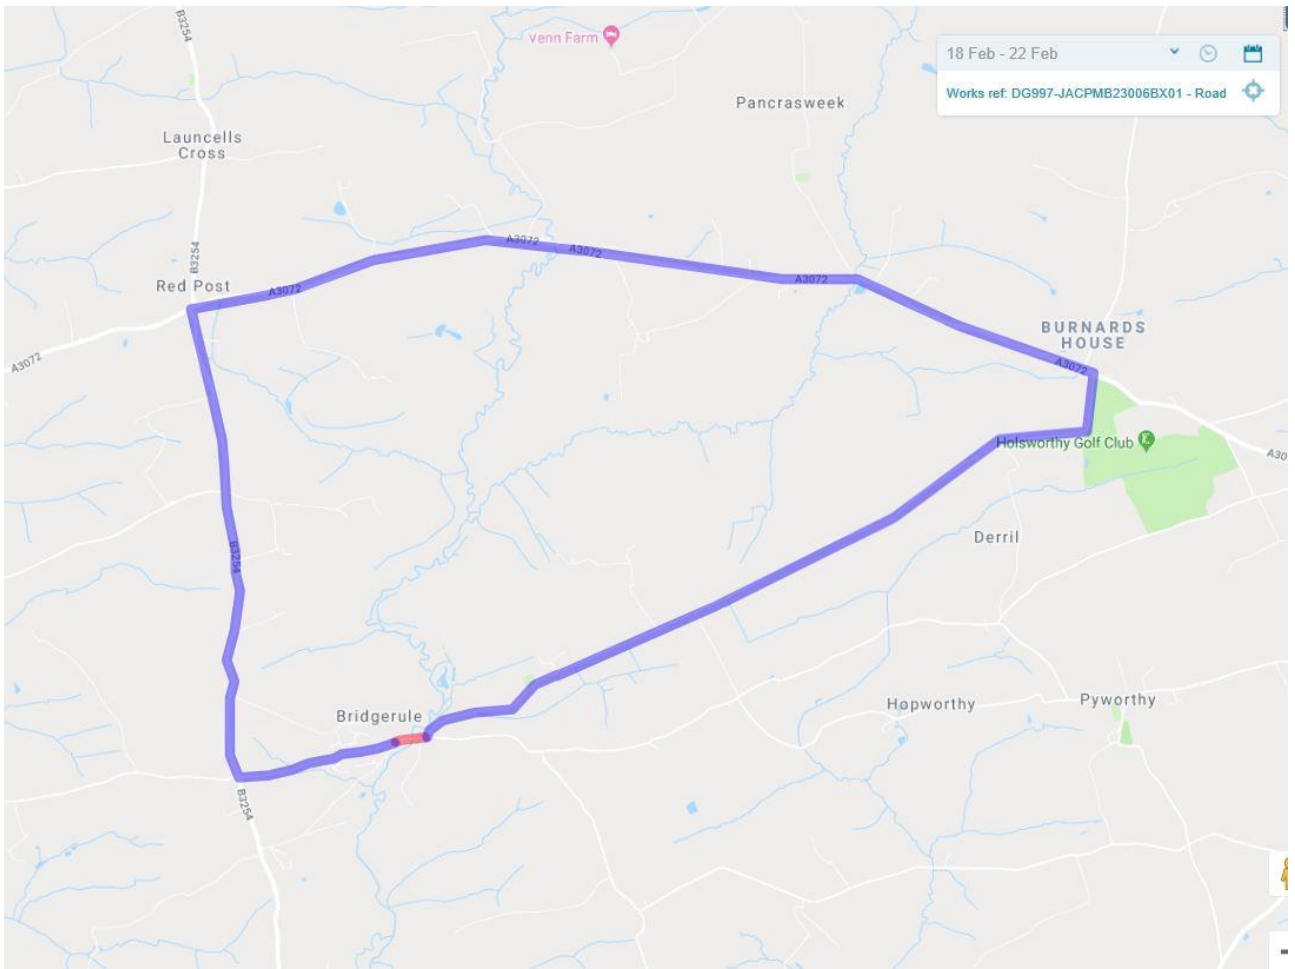 B3254
Venn Farm
18 Feb - 22 Feb
Works ref: DG997-JACPMB23006BX01 - Road
Pancrasweek
Launcells
Cross
B3254
A3072
A3072
A3072
Red Post
A3072
BURNARDS
HOUSE
A3072
A3072
Holsworthy Golf Club
A30
Derril
B3254
Hopworthy
Pyworthy
Bridgerule
B3254